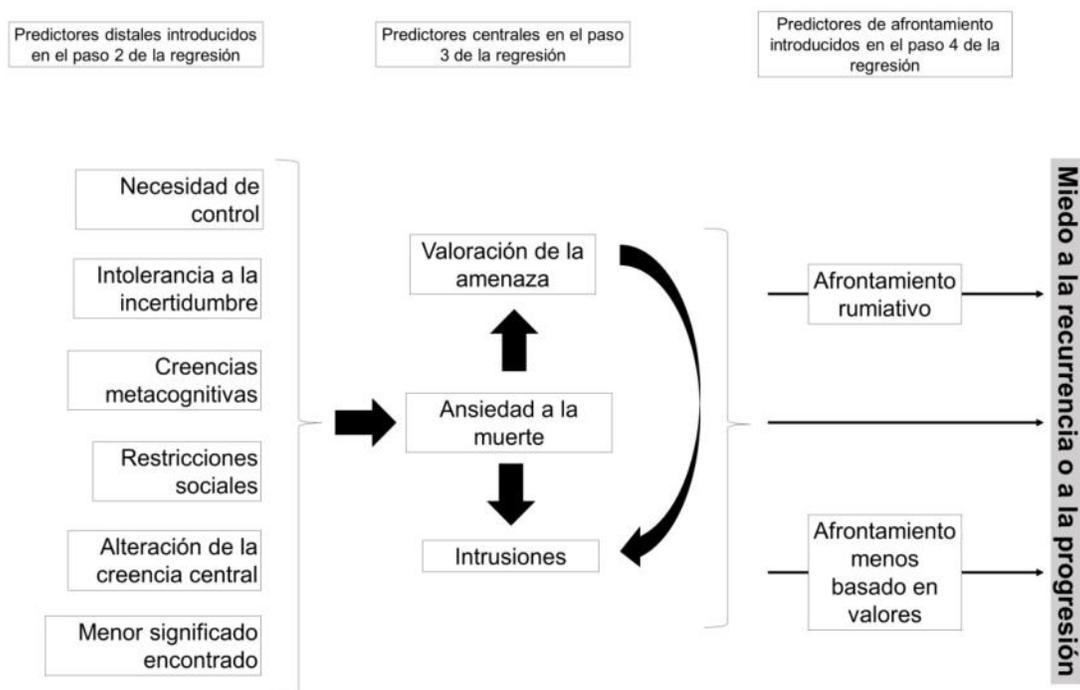 Predictores distales introducidos
en el paso 2 de la regresión
Predictores centrales en el paso
3 de la regresión
Predictores de afrontamiento
introducidos en el paso 4 de la
regresión
Necesidad de
control
Intolerancia a la
incertidumbre
Creencias
metacognitivas
Restricciones
sociales
Alteración de la
creencia central
Menor significado
encontrado
Valoración de la
amenaza
Ansiedad a la
muerte
Intrusiones
Afrontamiento
rumiativo
Afrontamiento
menos
basado en
valores
Miedo a la recurrencia o a la progresión